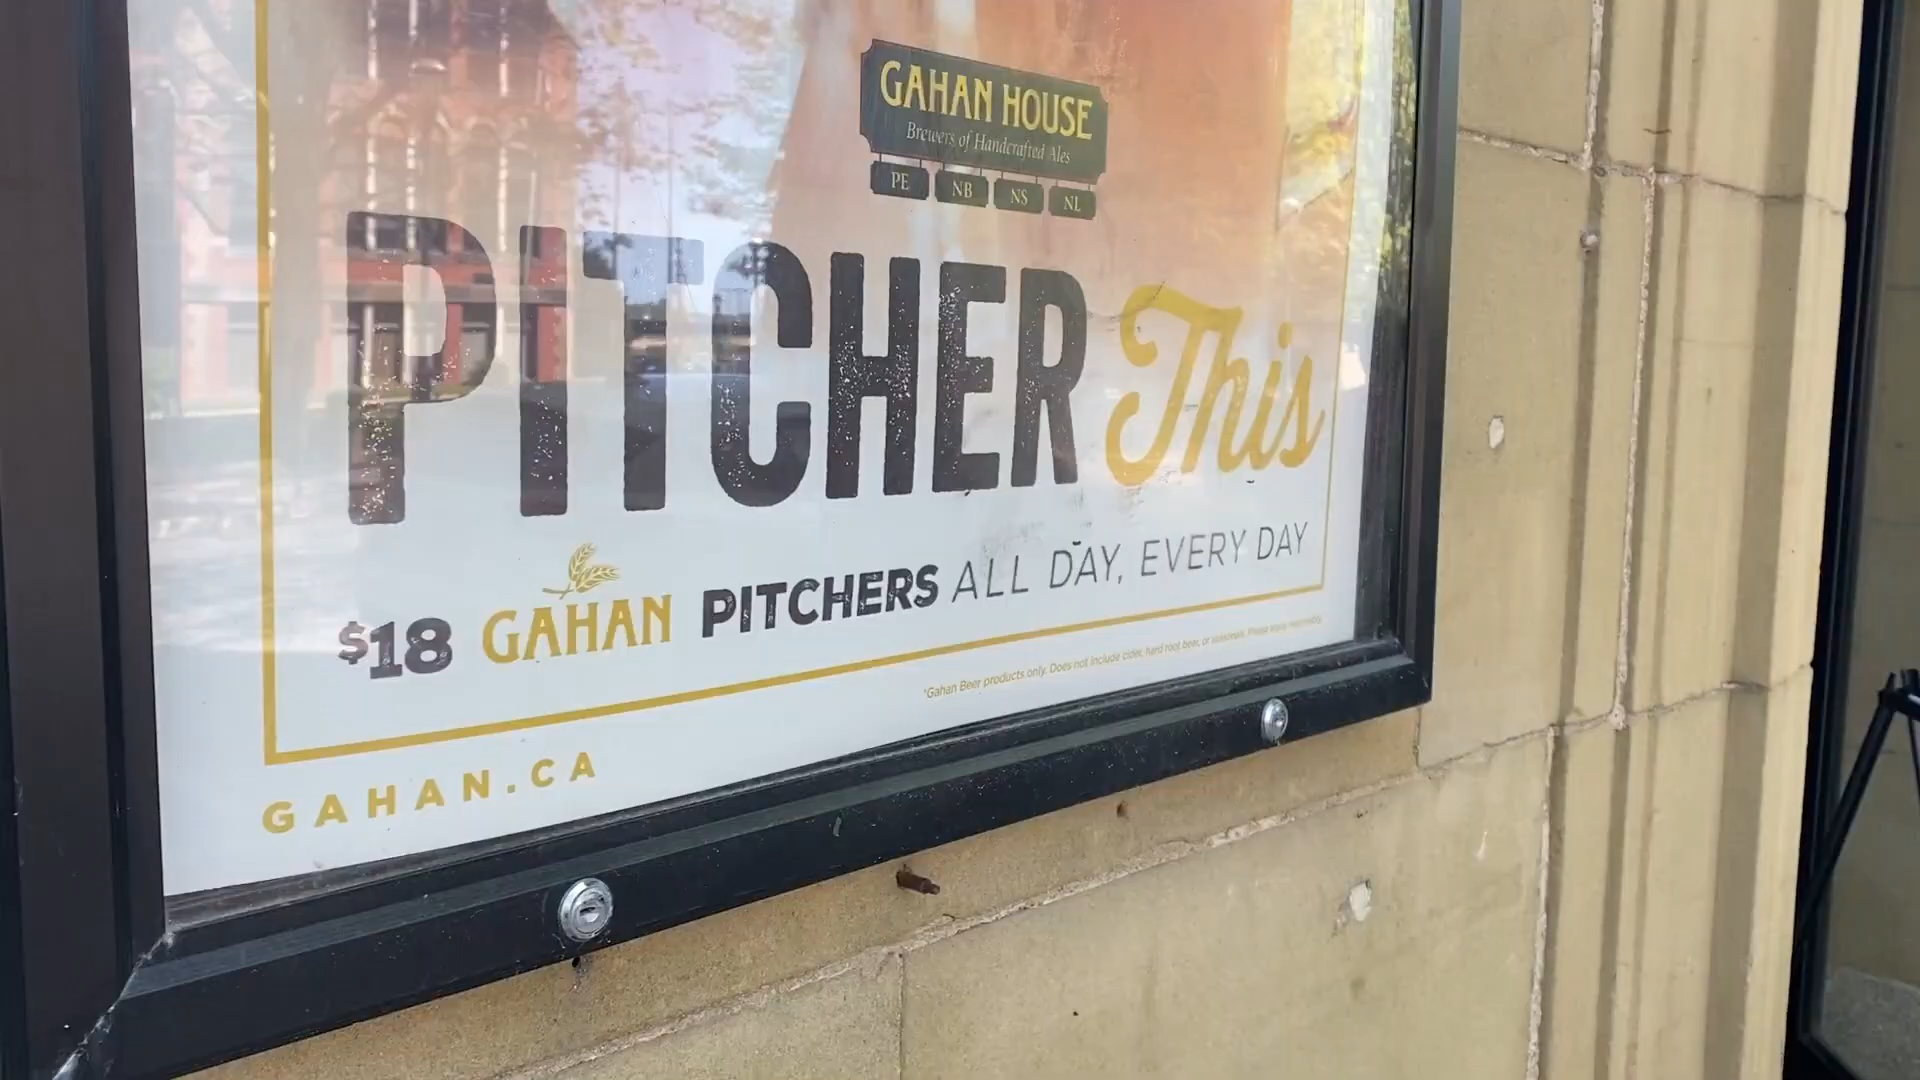 GAHAN HOUSE
Brewers of Handcrafted Ales
PE NB NS NL
PITCHER This
$18 GAHAN PITCHERS ALL DAY, EVERY DAY
*Gahan Beer products only. Does not include cider, hard root beer, or seasonals. Please enjoy responsibly.
GAHAN.CA